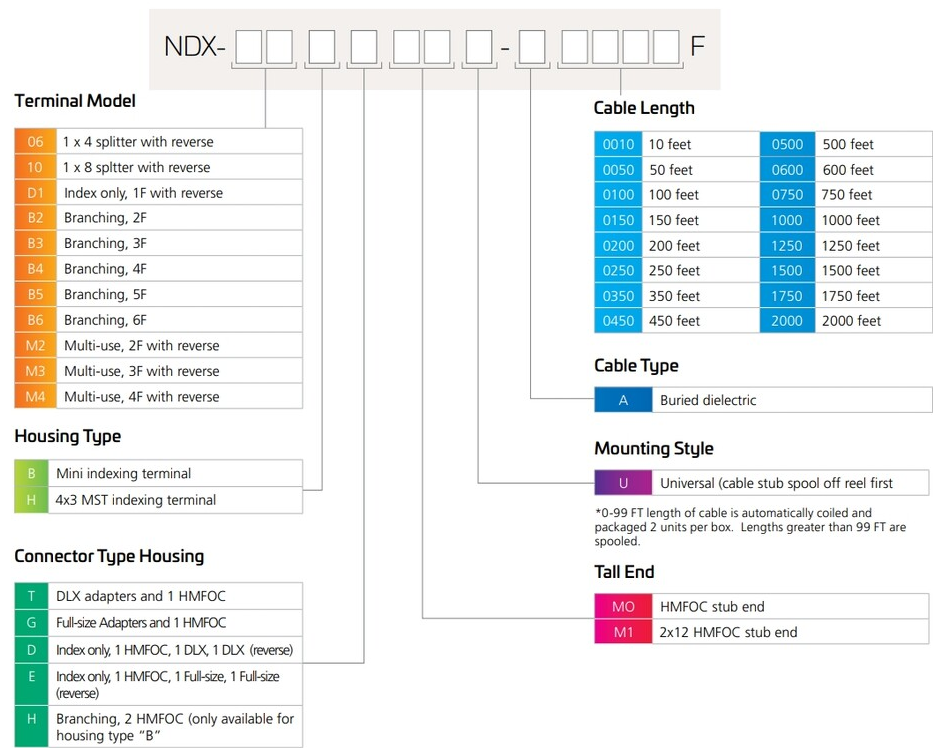 NDX- - F
Terminal Model
06 1 x 4 splitter with reverse
10 1 x 8 spltter with reverse
D1 Index only, 1F with reverse
B2 Branching, 2F
B3 Branching, 3F
B4 Branching, 4F
B5 Branching, 5F
B6 Branching, 6F
M2 Multi-use, 2F with reverse
M3 Multi-use, 3F with reverse
M4 Multi-use, 4F with reverse
Housing Type
B Mini indexing terminal
H 4x3 MST indexing terminal
Connector Type Housing
T DLX adapters and 1 HMFOC
G Full-size Adapters and 1 HMFOC
D Index only, 1 HMFOC, 1 DLX, 1 DLX (reverse)
E Index only, 1 HMFOC, 1 Full-size, 1 Full-size
(reverse)
H Branching, 2 HMFOC (only available for
housing type “B”
Cable Length
0010 10 feet 0500 500 feet
0050 50 feet 0600 600 feet
0100 100 feet 0750 750 feet
0150 150 feet 1000 1000 feet
0200 200 feet 1250 1250 feet
0250 250 feet 1500 1500 feet
0350 350 feet 1750 1750 feet
0450 450 feet 2000 2000 feet
Cable Type
A Buried dielectric
Mounting Style
U Universal (cable stub spool off reel first
*0-99 FT length of cable is automatically coiled and
packaged 2 units per box. Lengths greater than 99 FT are
spooled.
Tall End
MO HMFOC stub end
M1 2x12 HMFOC stub end